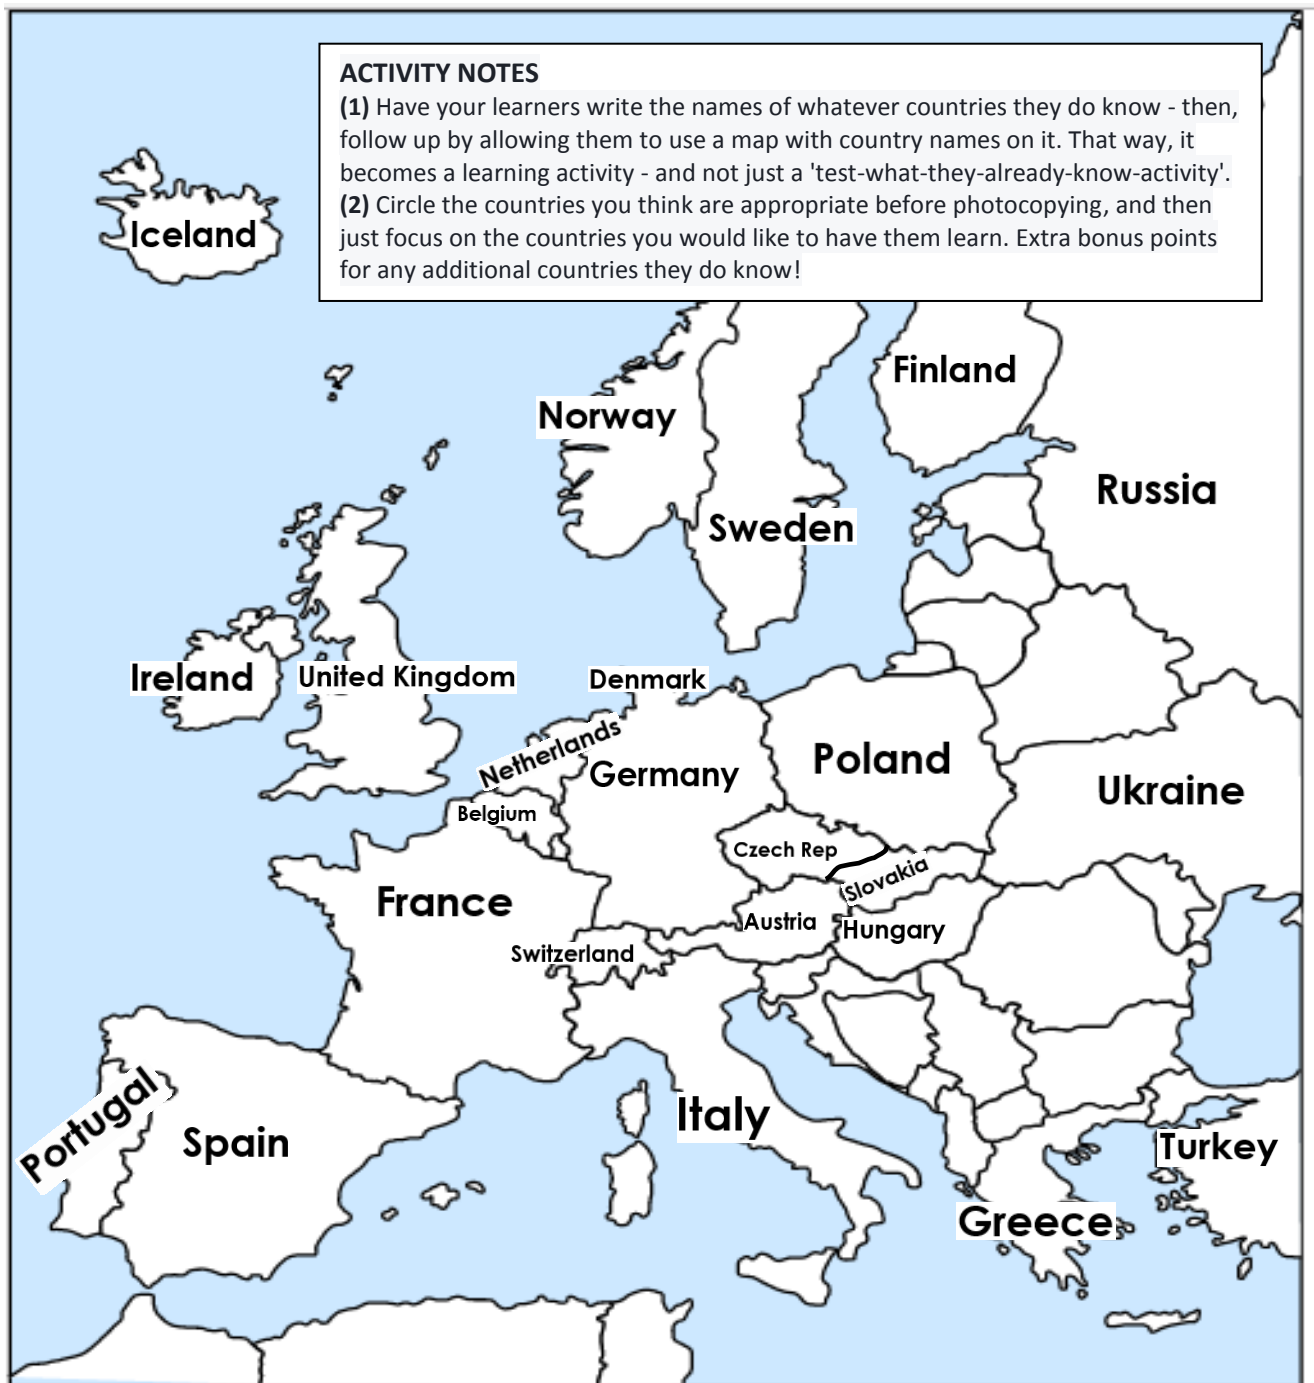 ACTIVITY NOTES
(1) Have your learners write the names of whatever countries they do know - then,
follow up by allowing them to use a map with country names on it. That way, it
becomes a learning activity - and not just a 'test-what-they-already-know-activity'.
(2) Circle the countries you think are appropriate before photocopying, and then
just focus on the countries you would like to have them learn. Extra bonus points
for any additional countries they do know!
Iceland
Finland
Norway
Russia
Sweden
Ireland
United Kingdom
Denmark
Netherlands
Poland
Germany
Ukraine
Belgium
Czech Rep
Slovakia
France
Austria
Hungary
Switzerland
Portugal
Italy
Spain
Turkey
Greece